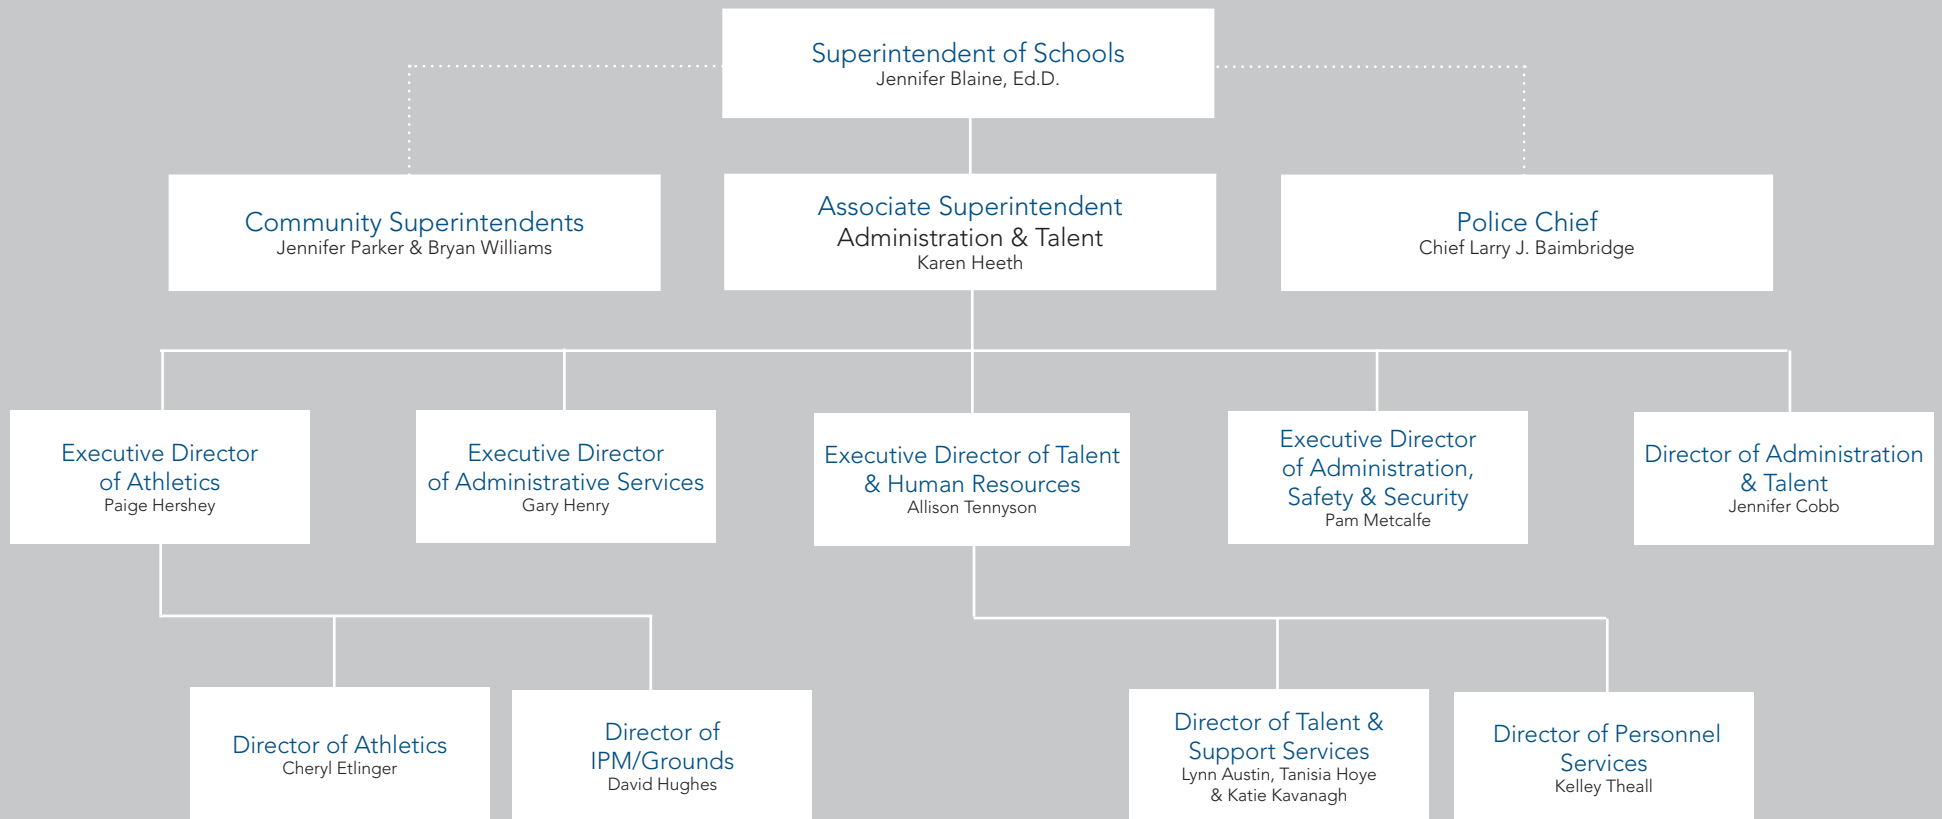 Superintendent of Schools
Jennifer Blaine, Ed.D.
Community Superintendents
Jennifer Parker & Bryan Williams
Associate Superintendent
Administration & Talent
Karen Heeth
Police Chief
Chief Larry J. Baimbridge
Executive Director
of Athletics
Paige Hershey
Executive Director
of Administrative Services
Gary Henry
Executive Director of Talent
& Human Resources
Allison Tennyson
Executive Director
of Administration,
Safety & Security
Pam Metcalfe
Director of Administration
& Talent
Jennifer Cobb
Director of Athletics
Cheryl Etlinger
Director of
IPM/Grounds
David Hughes
Director of Talent &
Support Services
Lynn Austin, Tanisia Hoye
& Katie Kavanagh
Director of Personnel
Services
Kelley Theall